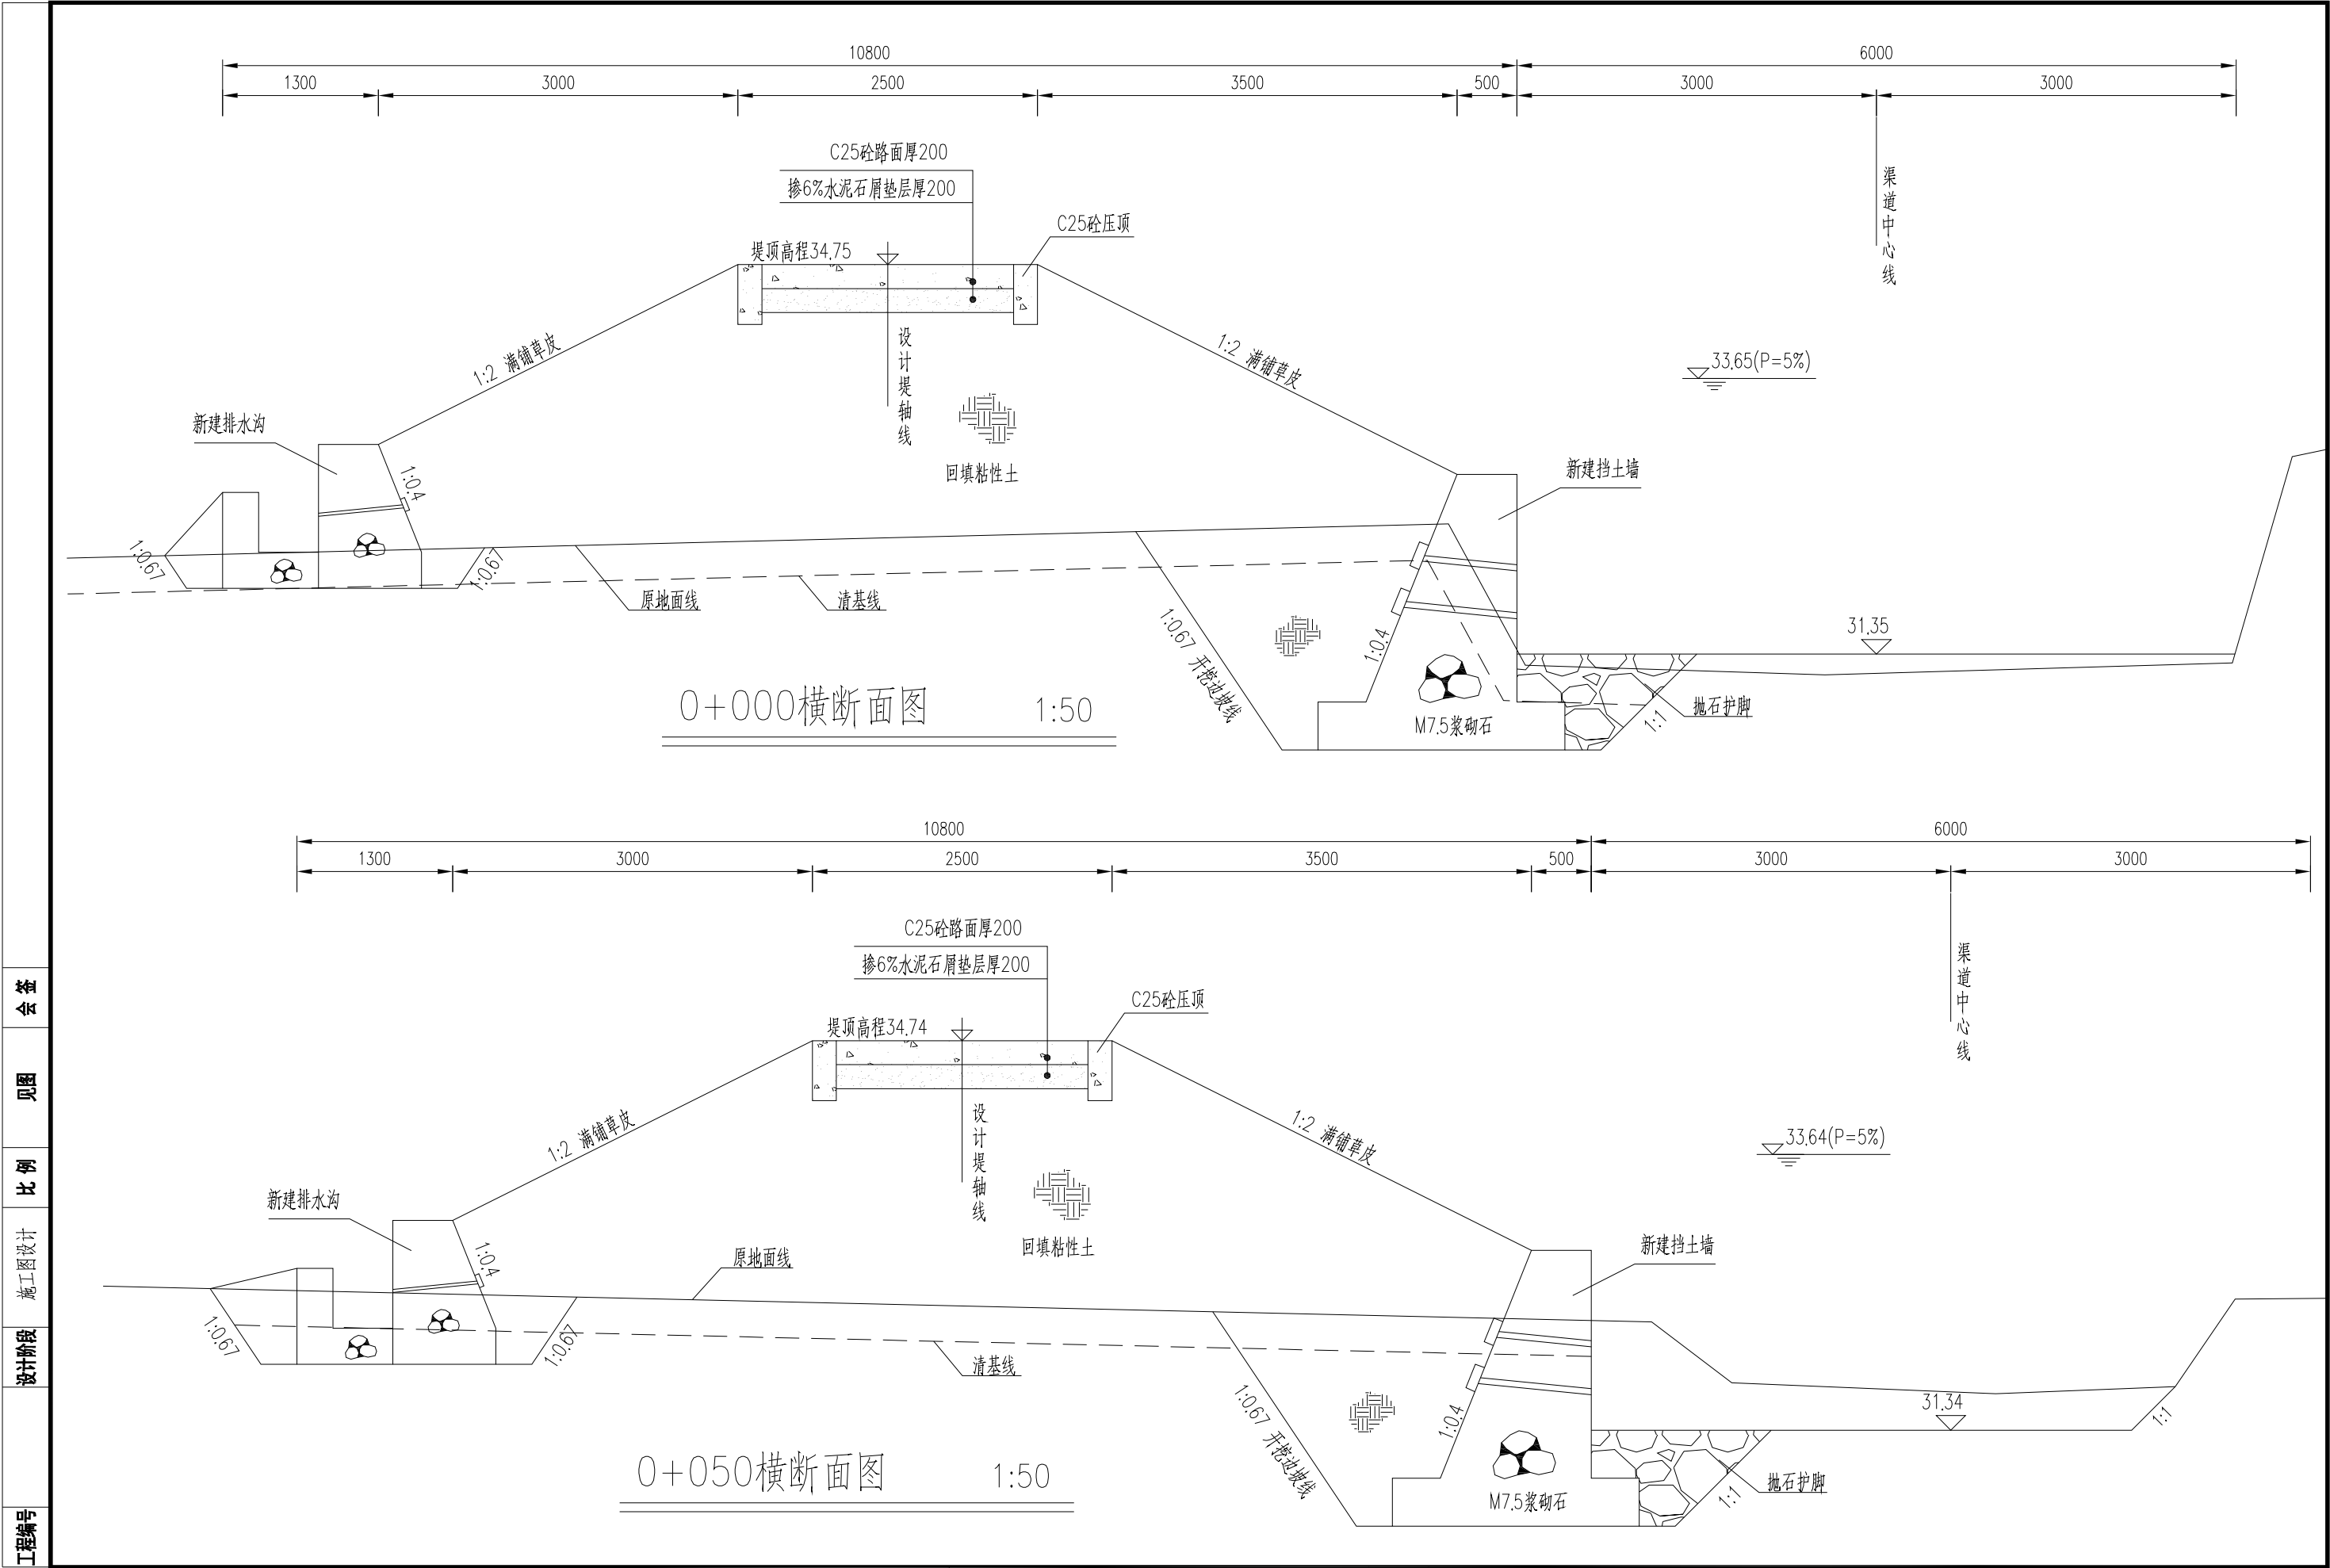 10800
6000
1300
3000
2500
3500
500
3000
3000
C25砼路面厚200
掺6%水泥石屑垫层厚200
C25砼压顶
渠道中心线
堤顶高程34.75
设计堤轴线
1:2 满铺草皮
1:2 满铺草皮
33.65(P=5%)
新建排水沟
1:0.4
回填粘性土
新建挡土墙
1:0.67
1:0.67
原地面线
清基线
1:0.67 开挖边坡线
1:0.4
31.35
抛石护脚
1:1
M7.5浆砌石
0+000横断面图 1:50
10800
6000
1300
3000
2500
3500
500
3000
3000
C25砼路面厚200
掺6%水泥石屑垫层厚200
C25砼压顶
渠道中心线
堤顶高程34.74
设计堤轴线
1:2 满铺草皮
1:2 满铺草皮
33.64(P=5%)
新建排水沟
1:0.4
回填粘性土
新建挡土墙
原地面线
1:0.67
1:0.67
清基线
1:0.67 开挖边坡线
1:0.4
31.34
1:1
抛石护脚
1:1
M7.5浆砌石
0+050横断面图 1:50
会签
见图
比例
施工图设计
设计阶段
工程编号